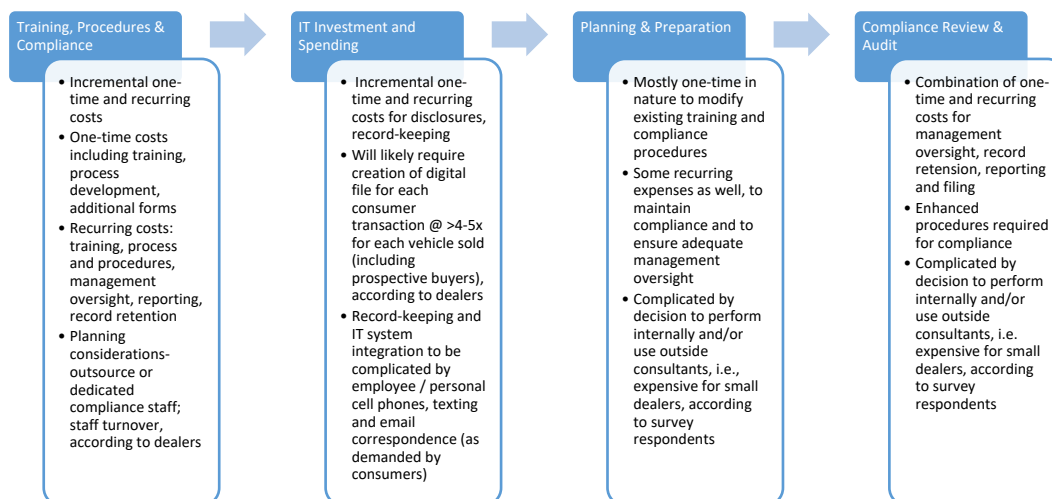 Training, Procedures &
Compliance
• Incremental one-
time and recurring
costs
• One-time costs
including training,
process
development,
additional forms
• Recurring costs:
training, process
and procedures,
management
oversight, reporting,
record retention
• Planning
considerations-
outsource or
dedicated
compliance staff;
staff turnover,
according to dealers
IT Investment and
Spending
• Incremental one-
time and recurring
costs for disclosures,
record-keeping
• Will likely require
creation of digital
file for each
consumer
transaction @ >4-5x
for each vehicle sold
(including
prospective buyers),
according to dealers
• Record-keeping and
IT system
integration to be
complicated by
employee / personal
cell phones, texting
and email
correspondence (as
demanded by
consumers)
Planning & Preparation
• Mostly one-time in
nature to modify
existing training and
compliance
procedures
• Some recurring
expenses as well, to
maintain
compliance and to
ensure adequate
management
oversight
• Complicated by
decision to perform
internally and/or
use outside
consultants, i.e.,
expensive for small
dealers, according
to survey
respondents
Compliance Review &
Audit
• Combination of one-
time and recurring
costs for
management
oversight, record
retention, reporting
and filing
• Enhanced
procedures required
for compliance
• Complicated by
decision to perform
internally and/or
use outside
consultants, i.e.
expensive for small
dealers, according
to survey
respondents